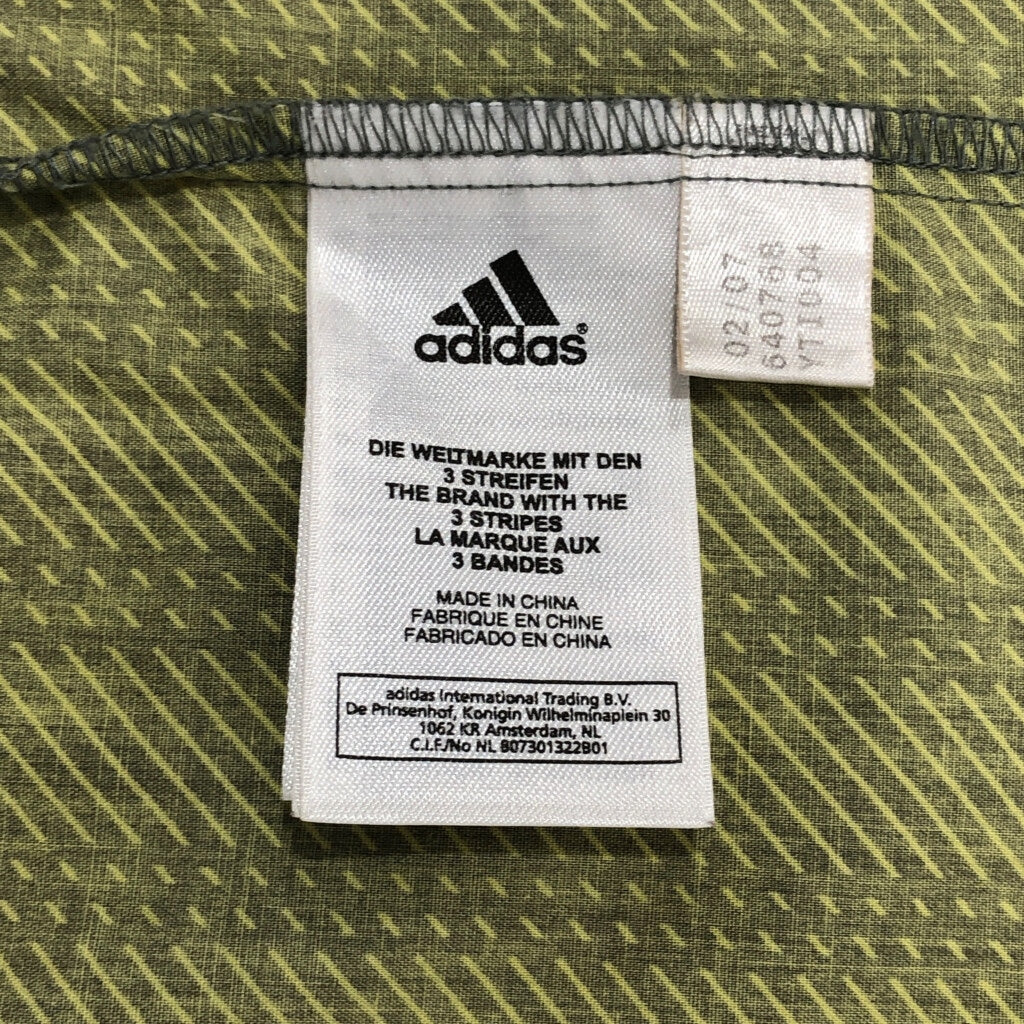 adidas®
DIE WELTMARKE MIT DEN
3 STREIFEN
THE BRAND WITH THE
3 STRIPES
LA MARQUE AUX
3 BANDES
MADE IN CHINA
FABRIQUE EN CHINE
FABRICADO EN CHINA
adidas International Trading B.V.
De Prinsenhof, Konigin Wilhelminaplein 30
1062 KR Amsterdam, NL
C.I.F./No NL 807301322B01
02/07
640768
YTI004